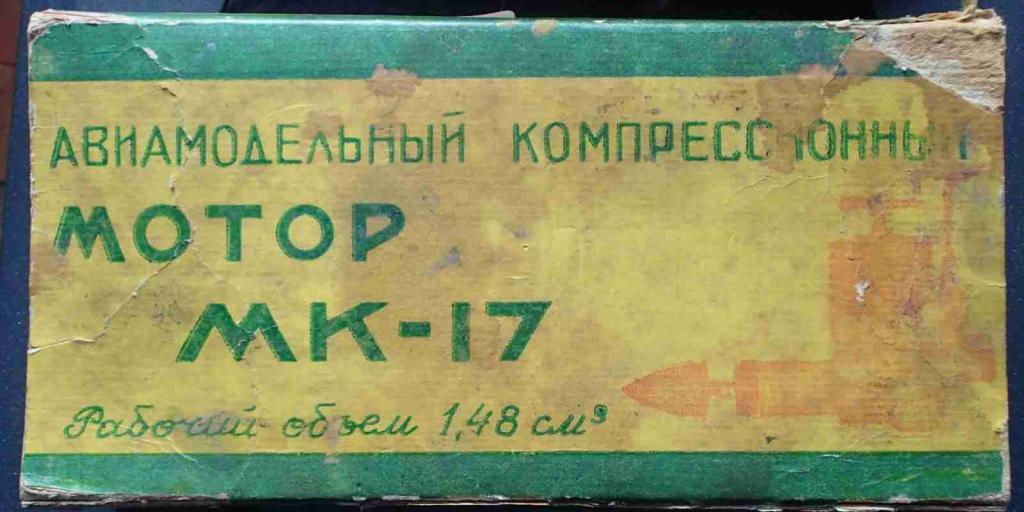 АВИАМОДЕЛЬНЫЙ КОМПРЕССИОННЫЙ
МОТОР
МК-17
Рабочий объем 1,48 см³